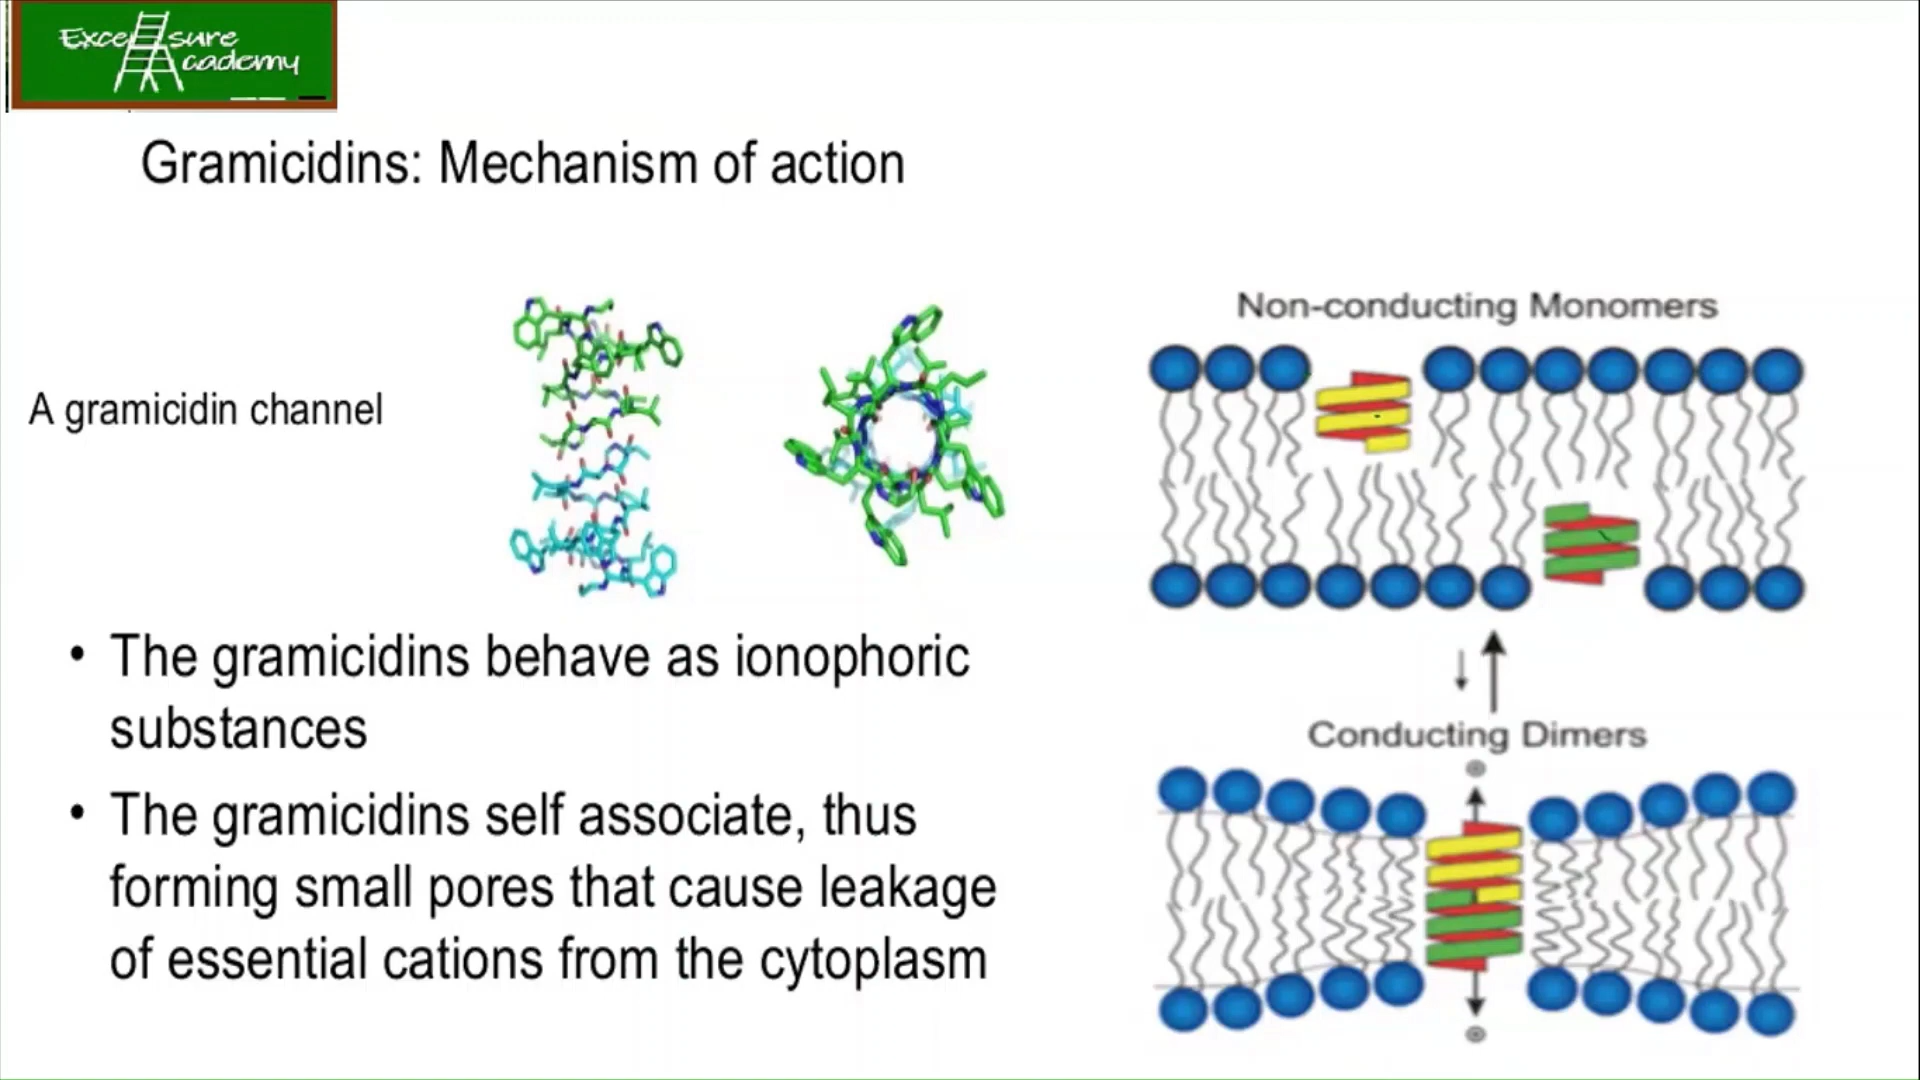 Excellsure
Academy
Gramicidins: Mechanism of action
A gramicidin channel
Non-conducting Monomers
Conducting Dimers
• The gramicidins behave as ionophoric
substances
• The gramicidins self associate, thus
forming small pores that cause leakage
of essential cations from the cytoplasm